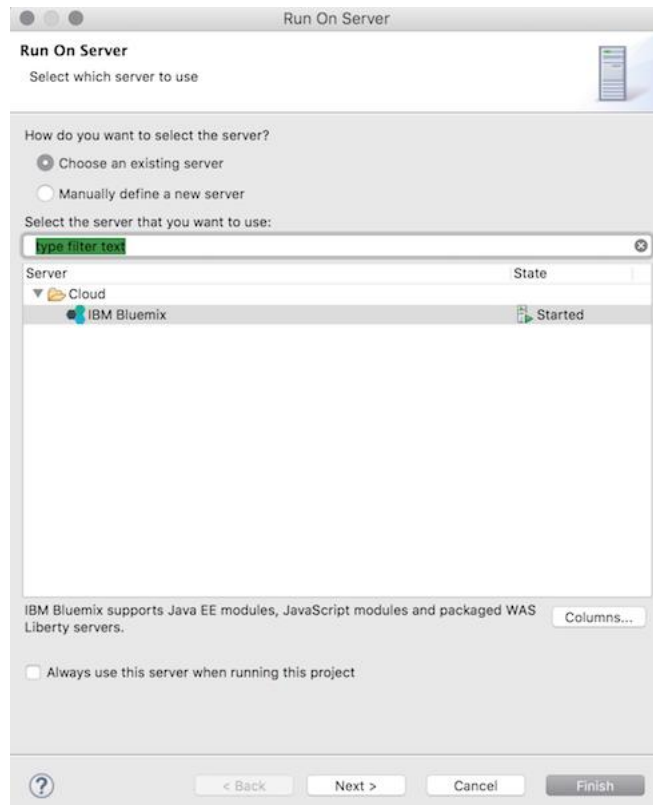 Run On Server
Run On Server
Select which server to use
How do you want to select the server?
Choose an existing server
Manually define a new server
Select the server that you want to use:
type filter text
Server State
Cloud
IBM Bluemix Started
IBM Bluemix supports Java EE modules, JavaScript modules and packaged WAS
Liberty servers.
Columns...
Always use this server when running this project
? < Back Next > Cancel Finish